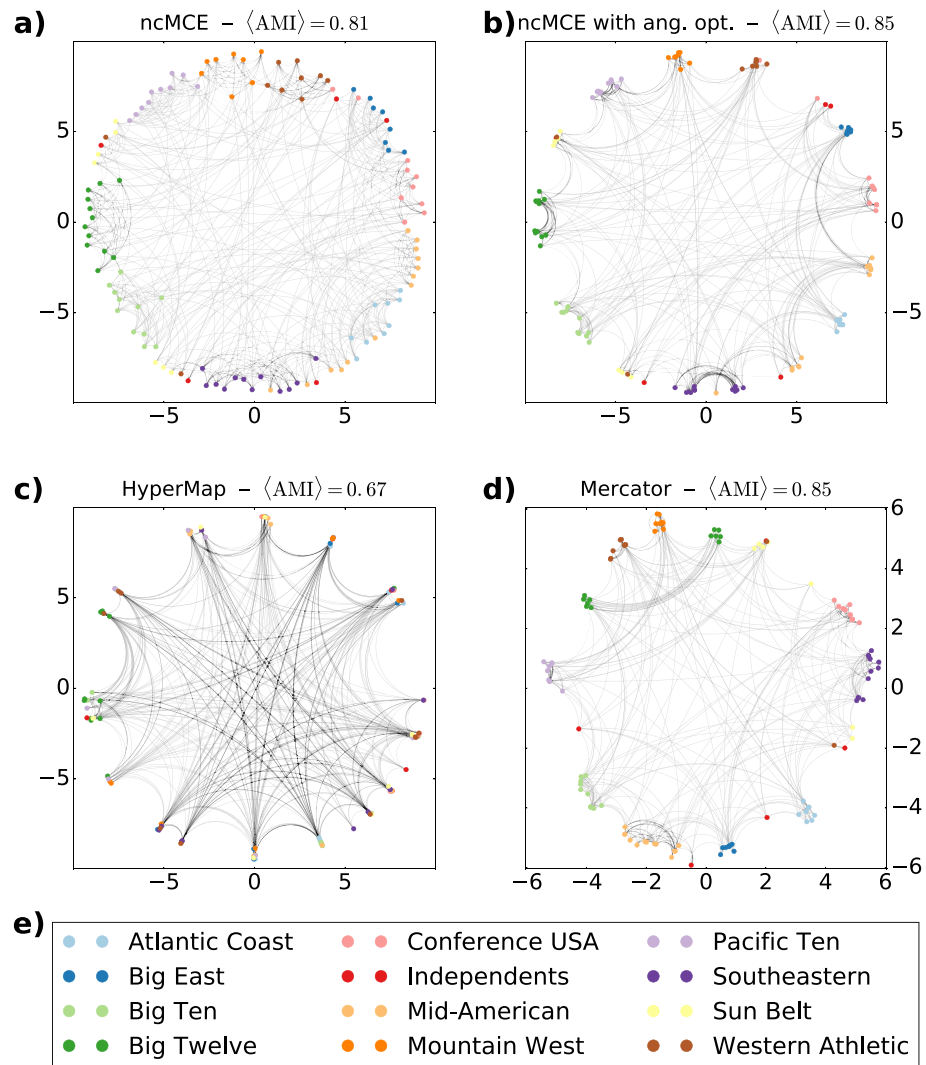 a) ncMCE – ⟨AMI⟩ = 0.81
b) ncMCE with ang. opt. – ⟨AMI⟩ = 0.85
5
0
−5
−5
0
5
5
0
−5
−5
0
5
c) HyperMap – ⟨AMI⟩ = 0.67
d) Mercator – ⟨AMI⟩ = 0.85
5
0
−5
−5
0
5
6
4
2
0
−2
−4
−6
−6
−4
−2
0
2
4
6
e)
Atlantic Coast
Conference USA
Pacific Ten
Big East
Independents
Southeastern
Big Ten
Mid-American
Sun Belt
Big Twelve
Mountain West
Western Athletic